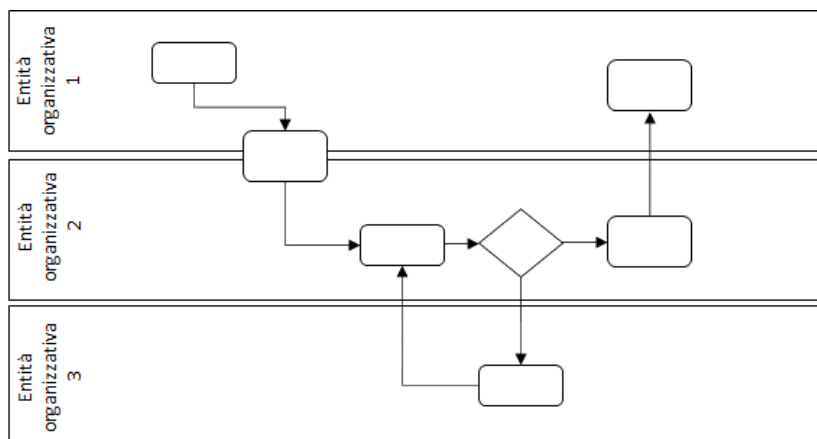 Entità
organizzativa
1
Entità
organizzativa
2
Entità
organizzativa
3